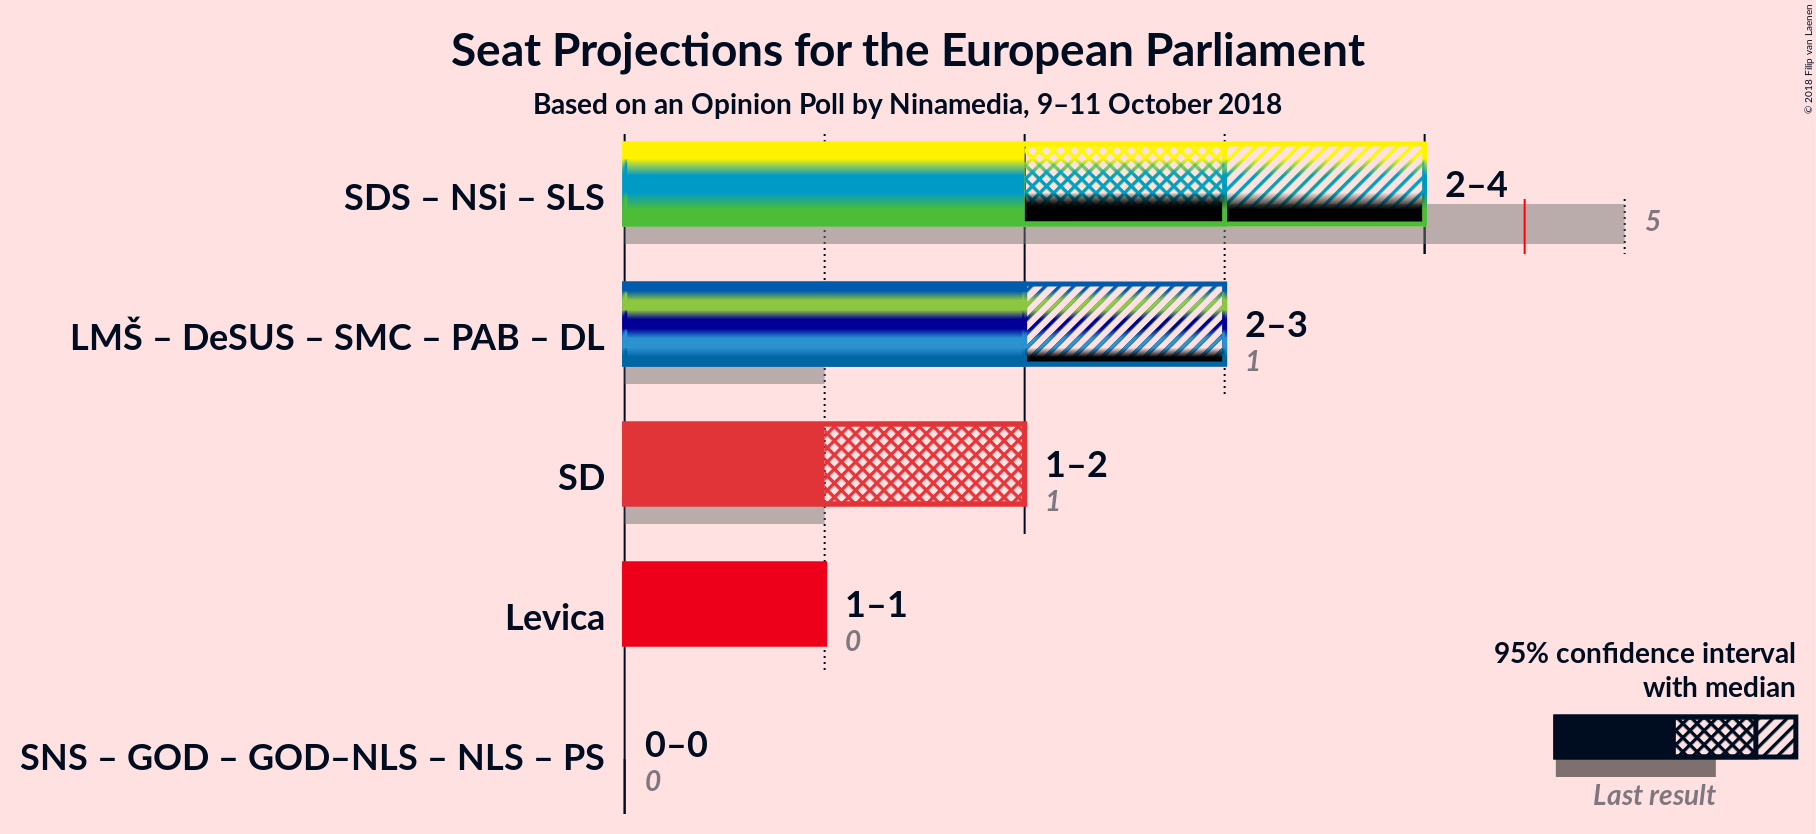 Seat Projections for the European Parliament
Based on an Opinion Poll by Ninamedia, 9–11 October 2018
© 2018 Filip van Laenen
SDS – NSi – SLS
2–4
5
LMŠ – DeSUS – SMC – PAB – DL
2–3
1
SD
1–2
1
Levica
1–1
0
SNS – GOD – GOD–NLS – NLS – PS
0–0
0
95% confidence interval
with median
Last result